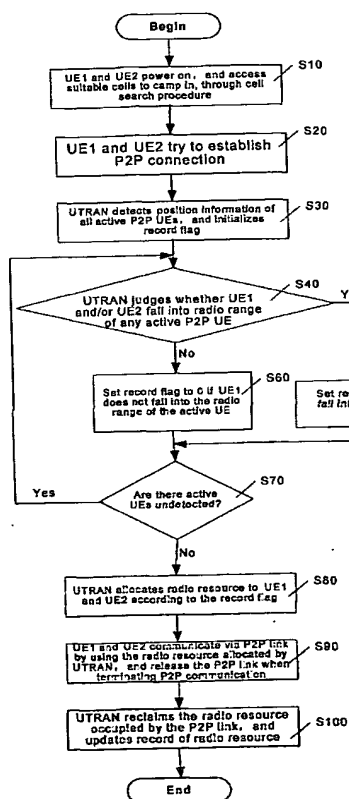 Begin
S10
UE1 and UE2 power on, and access
suitable cells to camp in, through cell
search procedure
S20
UE1 and UE2 try to establish
P2P connection
S30
UTRAN detects position information of
all active P2P UEs, and initializes
record flag
S40
UTRAN judges whether UE1
and/or UE2 fall into radio range
of any active P2P UE
Y
No
S60
Set record flag to 0 if UE1
does not fall into the radio
range of the active UE
Set rec
fall int
S70
Yes
Are there active
UEs undetected?
No
S80
UTRAN allocates radio resource to UE1
and UE2 according to the record flag
S90
UE1 and UE2 communicate via P2P link
by using the radio resource allocated by
UTRAN, and release the P2P link when
terminating P2P communication
S100
UTRAN reclaims the radio resource
occupied by the P2P link, and
updates record of radio resource
End